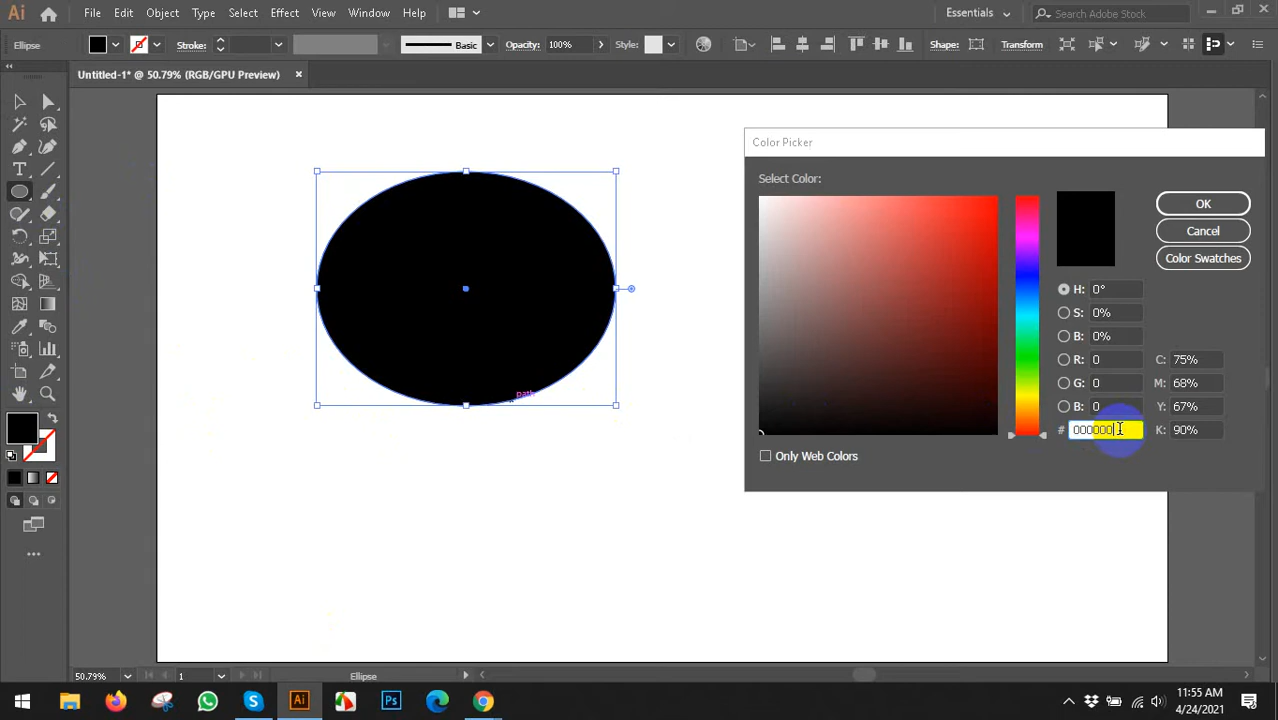 Ai File Edit Object Type Select Effect View Window Help Essentials Search Adobe Stock
Ellipse Stroke: Basic Opacity: 100% Style: Shape: Transform
Untitled-1* @ 50.79% (RGB/GPU Preview) ×
Color Picker
Select Color:
OK
Cancel
Color Swatches
H: 0°
S: 0%
B: 0%
R: 0 C: 75%
G: 0 M: 68%
B: 0 Y: 67%
# 000000 K: 90%
Only Web Colors
path
T
50.79% 1 Ellipse
Ai Ps S
11:55 AM
4/24/2021